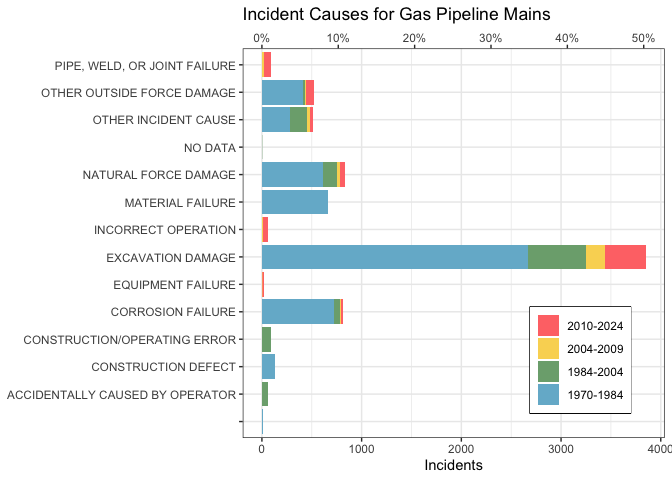 Incident Causes for Gas Pipeline Mains
0% 10% 20% 30% 40% 50%
PIPE, WELD, OR JOINT FAILURE
OTHER OUTSIDE FORCE DAMAGE
OTHER INCIDENT CAUSE
NO DATA
NATURAL FORCE DAMAGE
MATERIAL FAILURE
INCORRECT OPERATION
EXCAVATION DAMAGE
EQUIPMENT FAILURE
CORROSION FAILURE
CONSTRUCTION/OPERATING ERROR
CONSTRUCTION DEFECT
ACCIDENTALLY CAUSED BY OPERATOR
2010-2024
2004-2009
1984-2004
1970-1984
0 1000 2000 3000 4000
Incidents